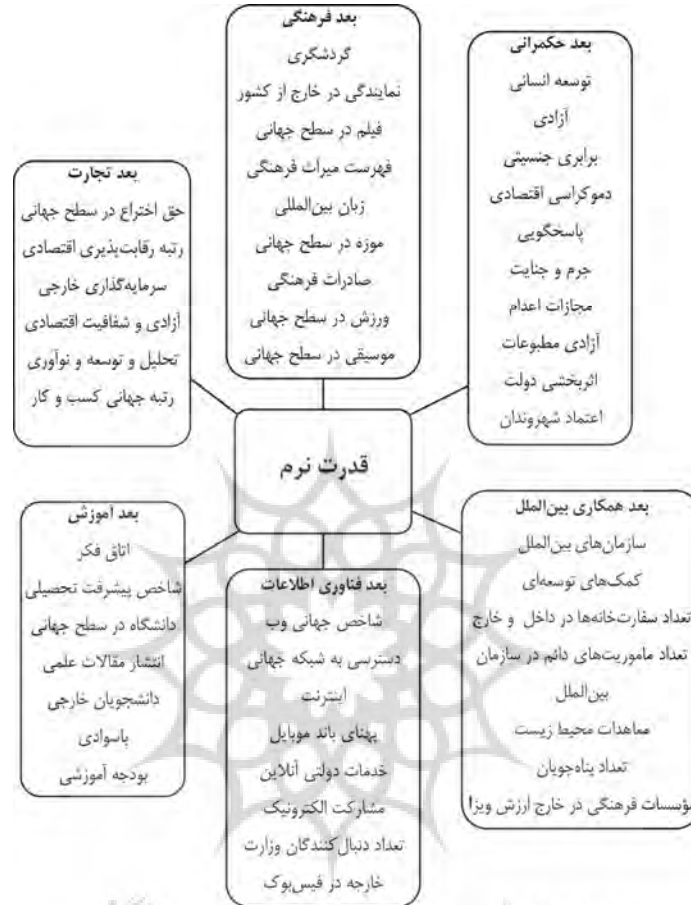 بعد فرهنگی
گردشگری
نمایندگی در خارج از کشور
فیلم در سطح جهانی
فهرست میراث فرهنگی
زبان بین‌المللی
موزه در سطح جهانی
صادرات فرهنگی
ورزش در سطح جهانی
موسیقی در سطح جهانی
بعد حکمرانی
توسعه انسانی
آزادی
برابری جنسیتی
دموکراسی اقتصادی
پاسخگویی
جرم و جنایت
مجازات اعدام
آزادی مطبوعات
اثربخشی دولت
اعتماد شهروندان
بعد تجارت
حق اختراع در سطح جهانی
رتبه رقابت‌پذیری اقتصادی
سرمایه‌گذاری خارجی
آزادی و شفافیت اقتصادی
تحلیل و توسعه و نوآوری
رتبه جهانی کسب و کار
قدرت نرم
بعد همکاری بین‌الملل
سازمان‌های بین‌الملل
کمک‌های توسعه‌ای
تعداد سفارت‌خانه‌ها در داخل و خارج
تعداد ماموریت‌های دائم در سازمان
بین‌الملل
معاهدات محیط زیست
تعداد پناه‌جویان
ؤسسات فرهنگی در خارج ارزش ویزا
بعد فناوری اطلاعات
شاخص جهانی وب
دسترسی به شبکه جهانی
اینترنت
پهنای باند موبایل
خدمات دولتی آنلاین
مشارکت الکترونیک
تعداد دنبال‌کنندگان وزارت
خارجه در فیس‌بوک
بعد آموزش
اتاق فکر
شاخص پیشرفت تحصیلی
دانشگاه در سطح جهانی
انتشار مقالات علمی
دانشجویان خارجی
باسوادی
بودجه آموزشی